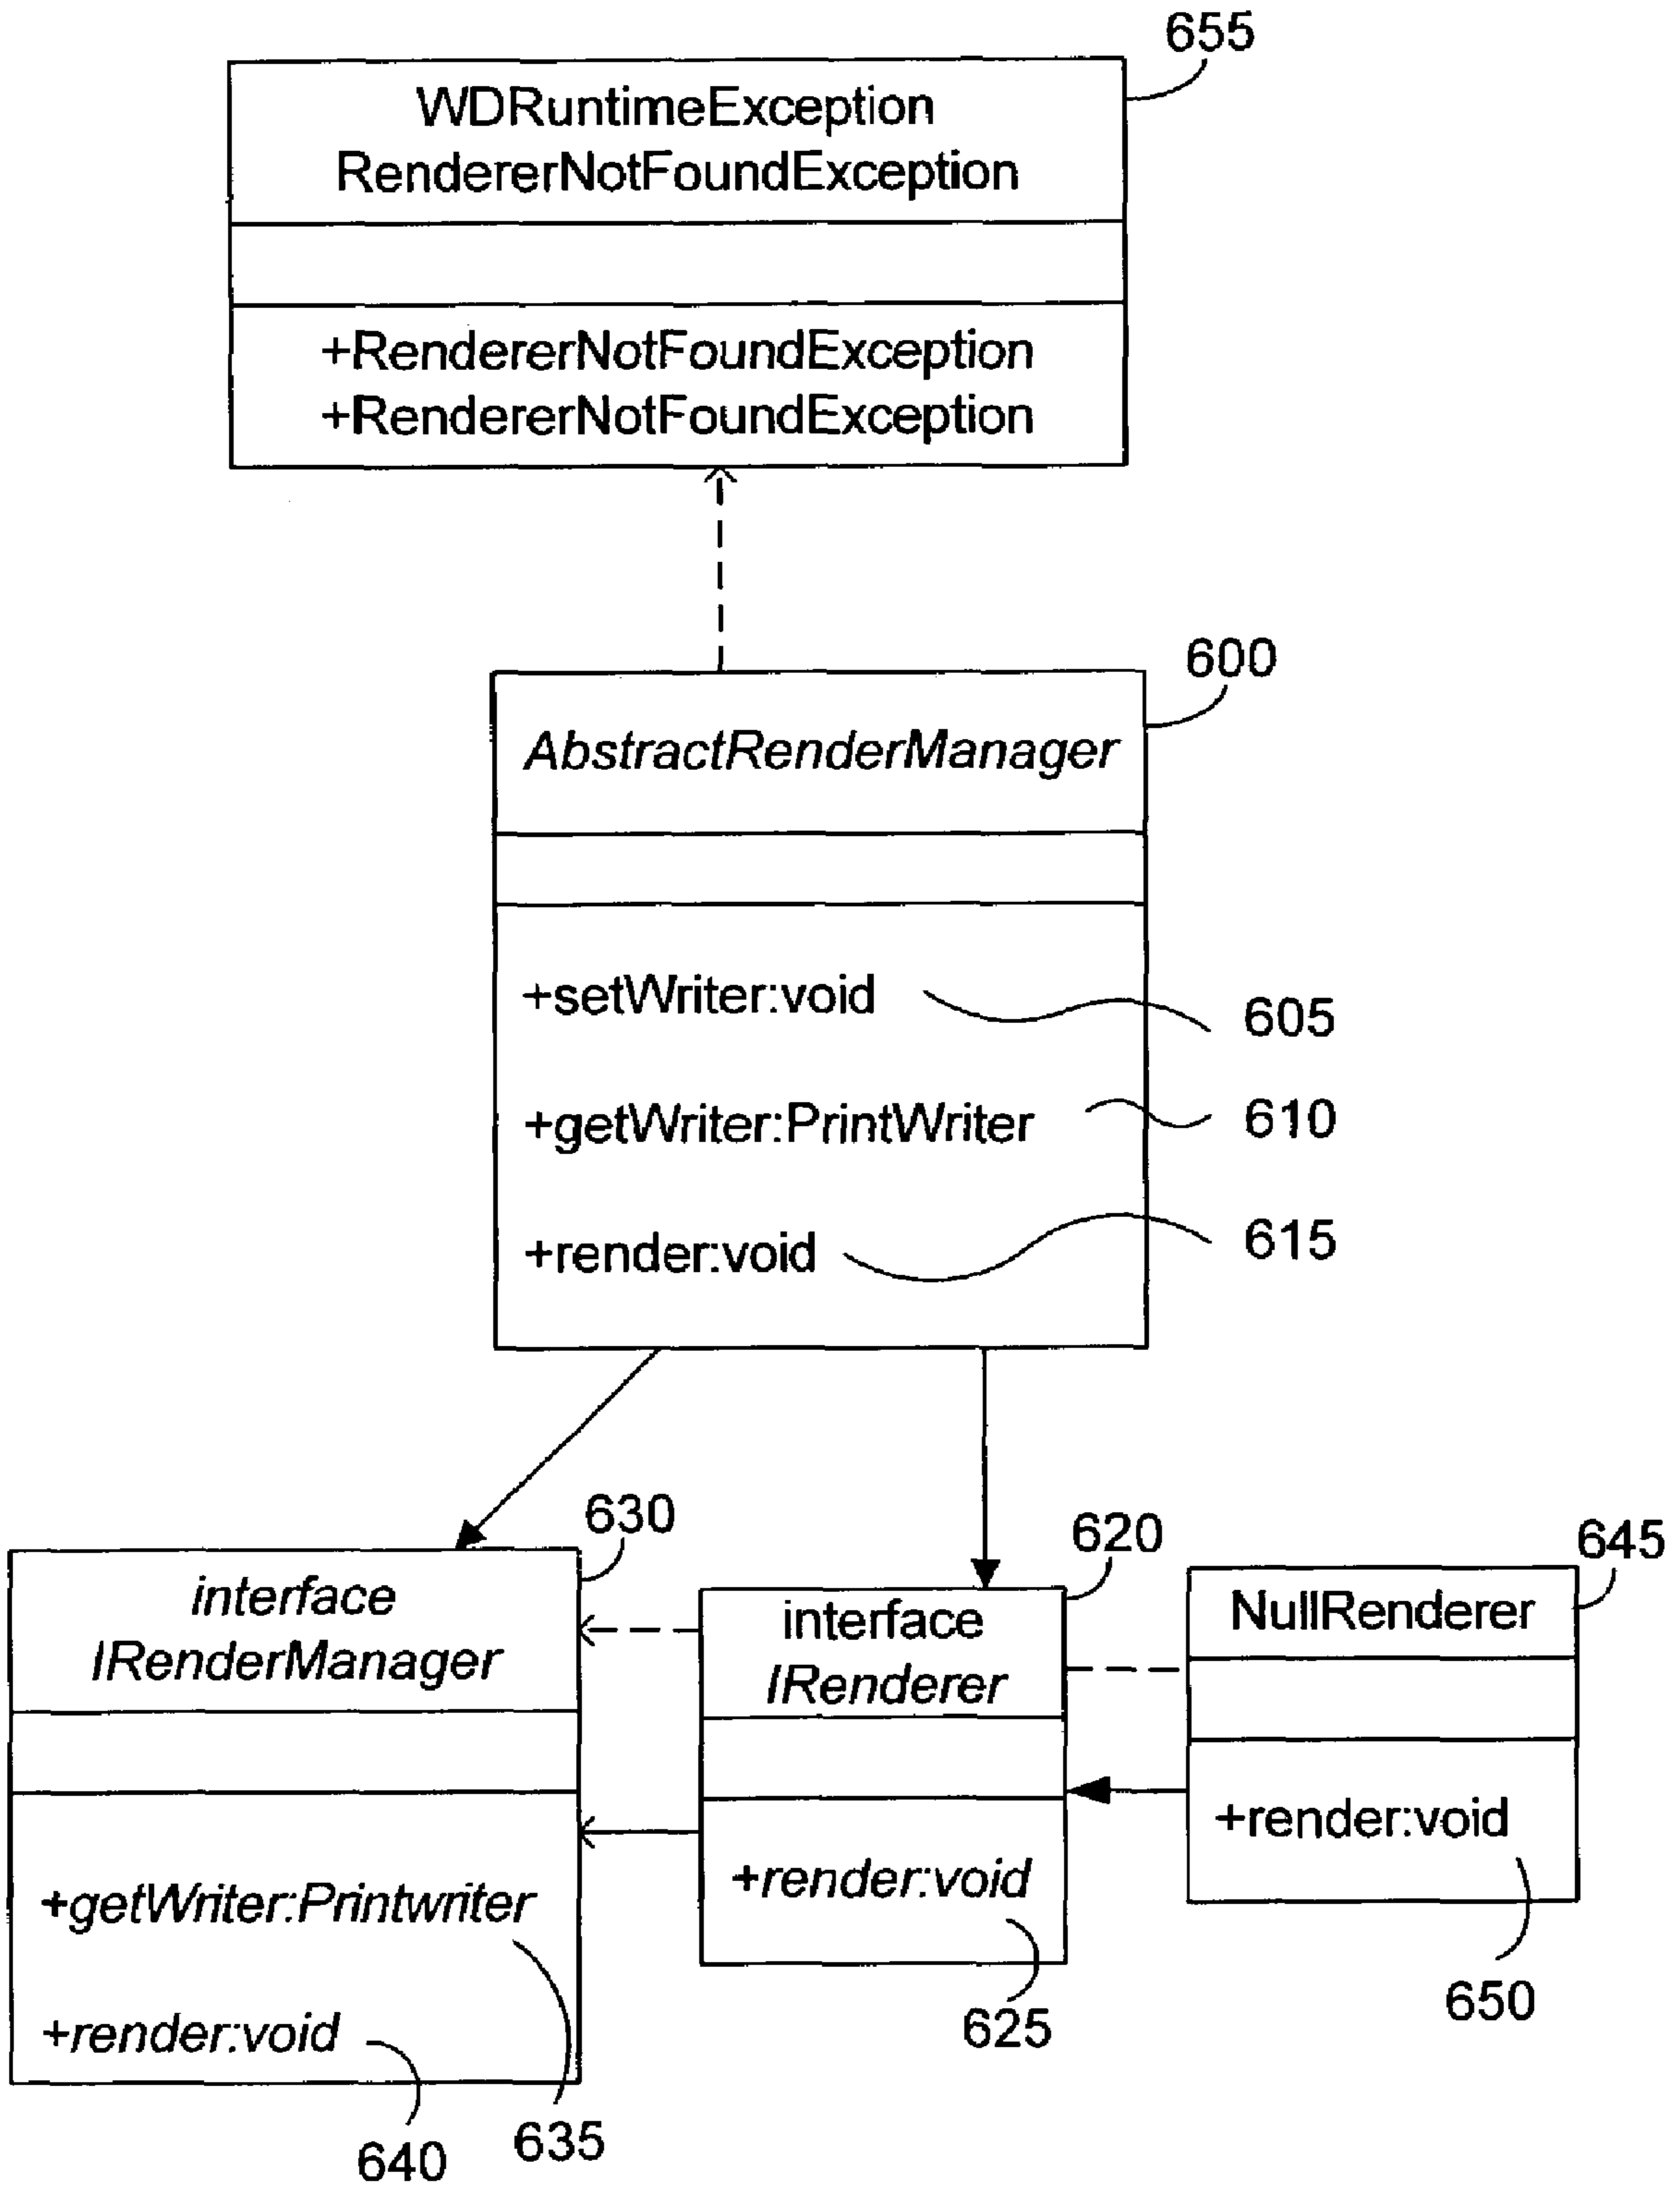 655
WDRuntimeException
RendererNotFoundException
+RendererNotFoundException
+RendererNotFoundException
600
AbstractRenderManager
+setWriter:void
605
+getWriter:PrintWriter
610
+render:void
615
630
620
645
interface
IRenderManager
interface
IRenderer
NullRenderer
+getWriter:Printwriter
+render:void
+render:void
+render:void
650
625
635
640